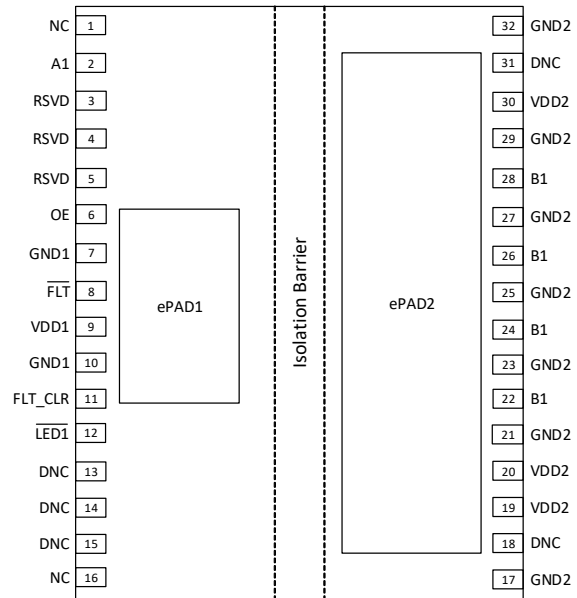 NC 1
A1 2
RSVD 3
RSVD 4
RSVD 5
OE 6
GND1 7
FLT 8
VDD1 9
GND1 10
FLT_CLR 11
LED1 12
DNC 13
DNC 14
DNC 15
NC 16
ePAD1
Isolation Barrier
ePAD2
32 GND2
31 DNC
30 VDD2
29 GND2
28 B1
27 GND2
26 B1
25 GND2
24 B1
23 GND2
22 B1
21 GND2
20 VDD2
19 VDD2
18 DNC
17 GND2